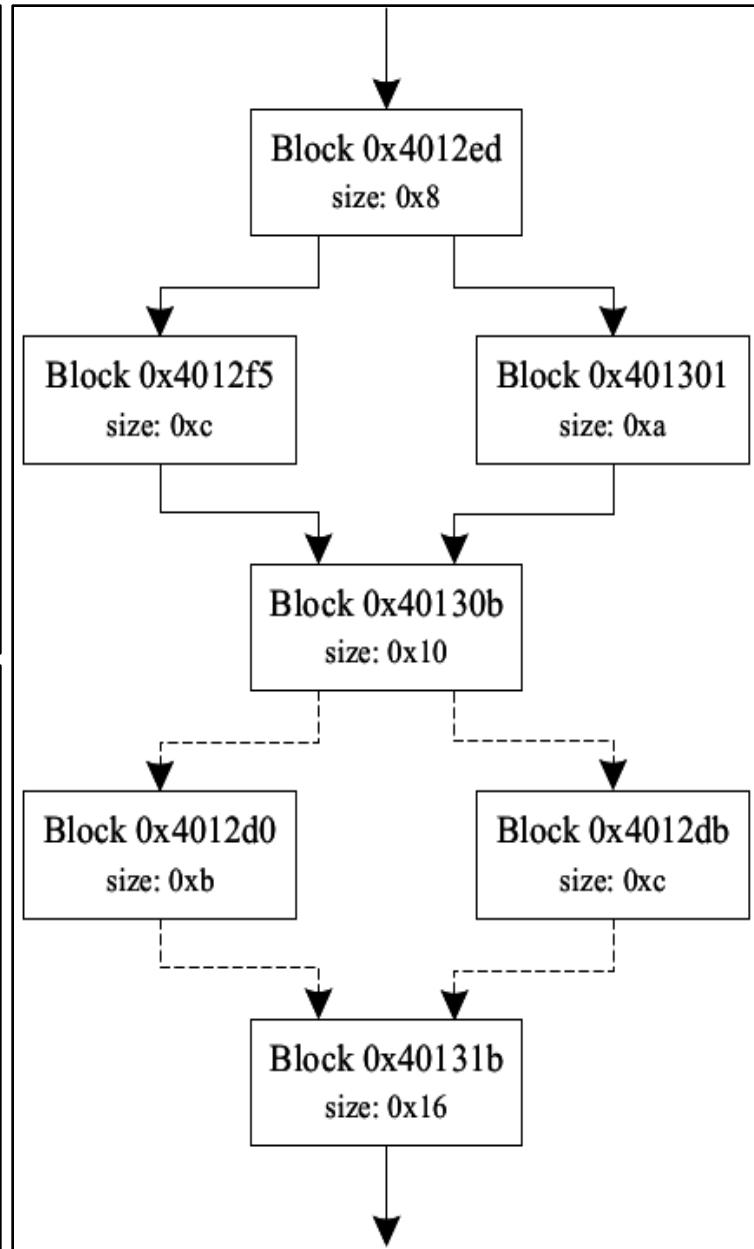 Block 0x4012ed
size: 0x8
Block 0x4012f5
size: 0xc
Block 0x401301
size: 0xa
Block 0x40130b
size: 0x10
Block 0x4012d0
size: 0xb
Block 0x4012db
size: 0xc
Block 0x40131b
size: 0x16